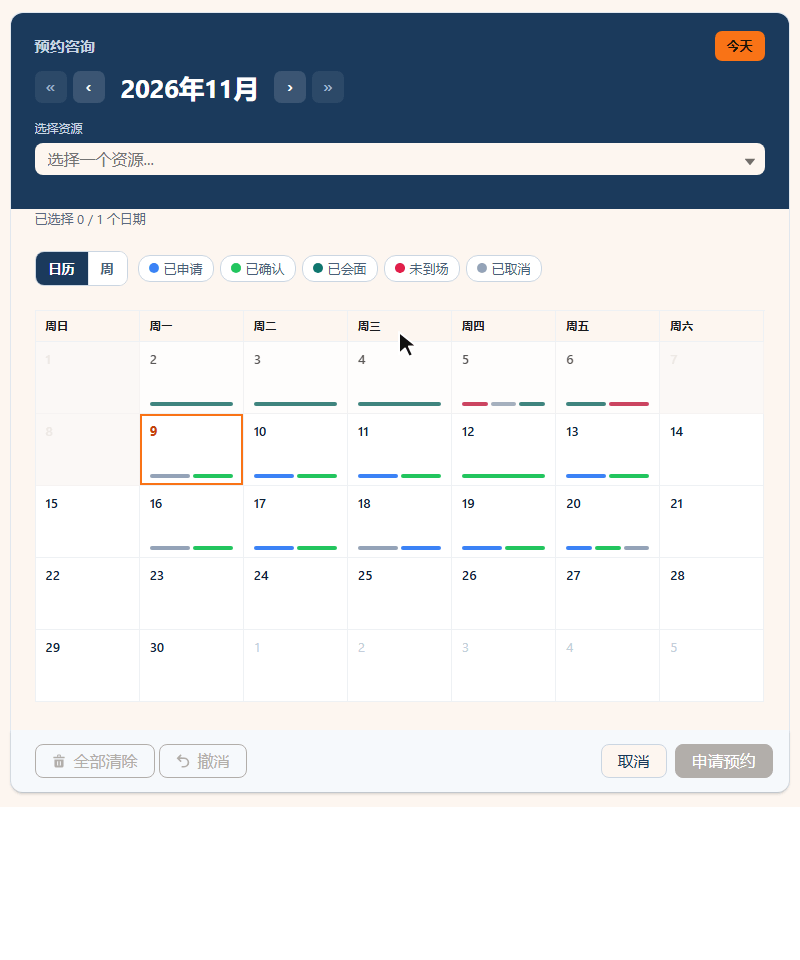 预约咨询
今天
« ‹ 2026年11月 › »
选择资源
选择一个资源...
已选择 0 / 1 个日期
日历 周 已申请 已确认 已会面 未到场 已取消
周日 周一 周二 周三 周四 周五 周六
1 2 3 4 5 6 7
8 9 10 11 12 13 14
15 16 17 18 19 20 21
22 23 24 25 26 27 28
29 30 1 2 3 4 5
全部清除 撤消 取消 申请预约